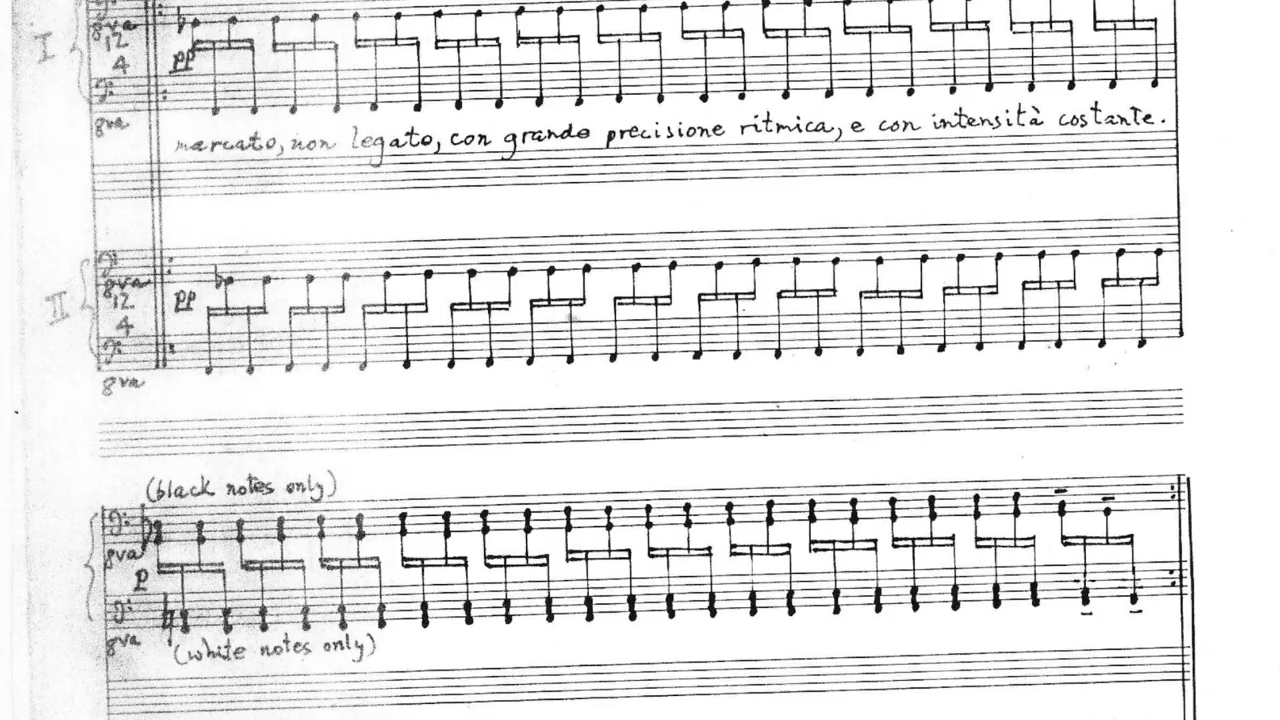 8va
I
12
pp
4
8va
marcato, non legato, con grande precisione ritmica, e con intensità costante.
8va
12
pp
II
4
8va
(black notes only)
8va
p
8va
(white notes only)